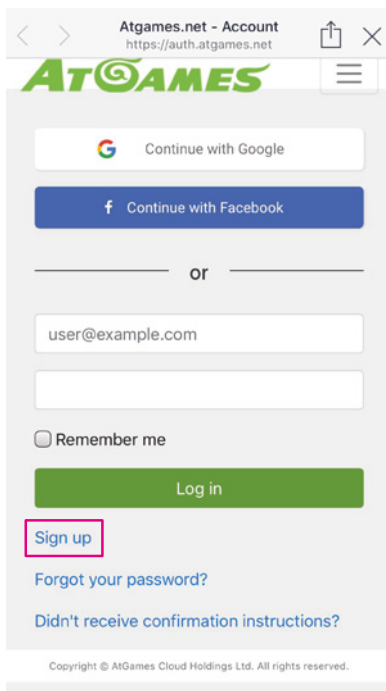 Atgames.net - Account
https://auth.atgames.net
ATGAMES
Continue with Google
f Continue with Facebook
or
user@example.com
Remember me
Log in
Sign up
Forgot your password?
Didn't receive confirmation instructions?
Copyright © AtGames Cloud Holdings Ltd. All rights reserved.